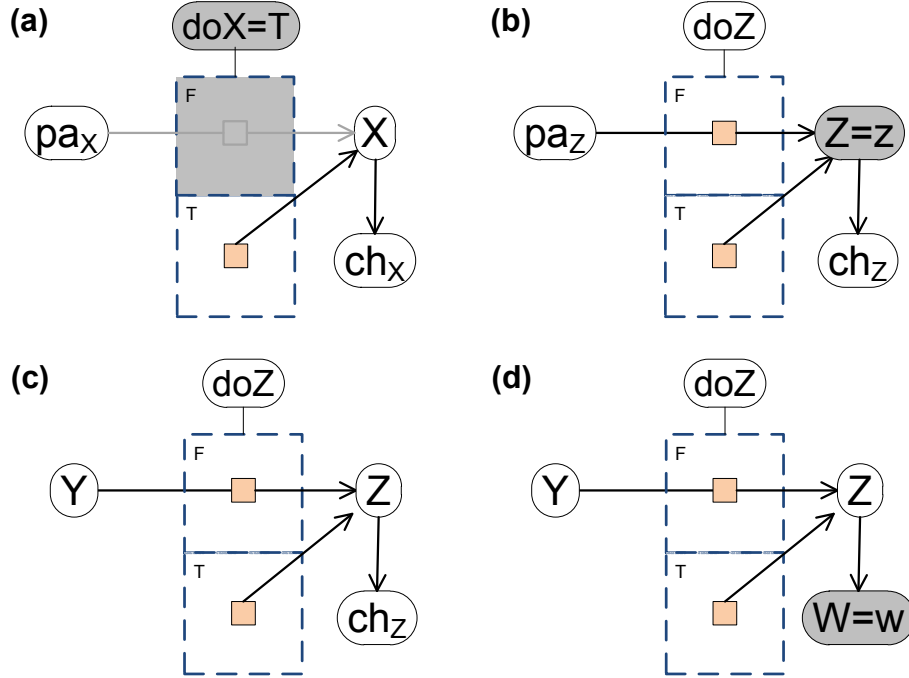 (a)
doX=T
F
pa_X
X
T
ch_X
(b)
doZ
F
pa_Z
Z=z
T
ch_Z
(c)
doZ
F
Y
Z
T
ch_Z
(d)
doZ
F
Y
Z
T
W=w